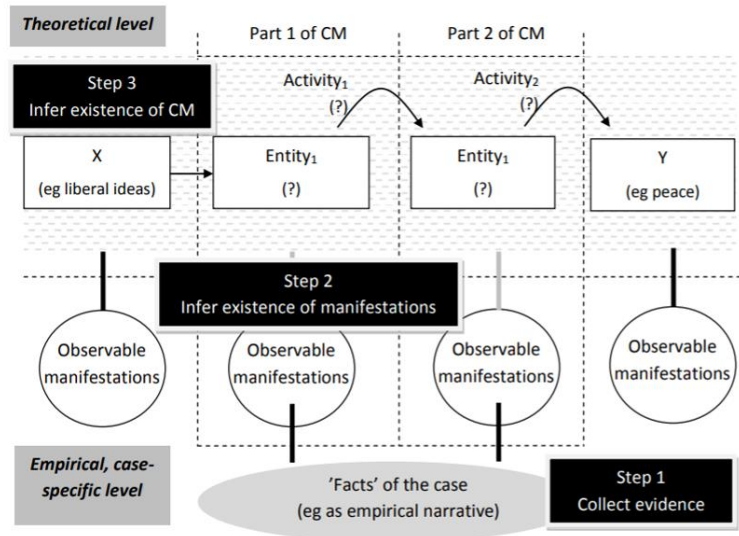 Theoretical level
Part 1 of CM
Part 2 of CM
Step 3
Infer existence of CM
Activity₁
(?)
Activity₂
(?)
X
(eg liberal ideas)
Entity₁
(?)
Entity₁
(?)
Y
(eg peace)
Step 2
Infer existence of manifestations
Observable
manifestations
Observable
manifestations
Observable
manifestations
Observable
manifestations
Empirical, case-
specific level
'Facts' of the case
(eg as empirical narrative)
Step 1
Collect evidence